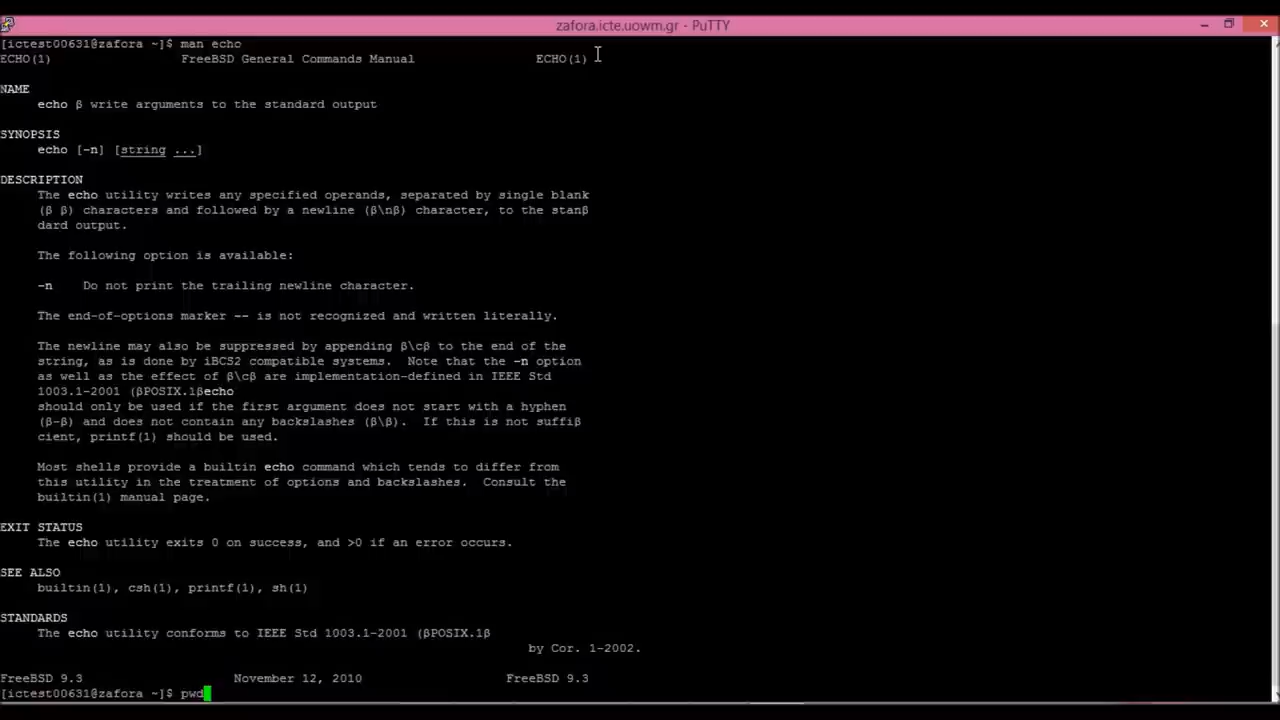 zafora.icte.uowm.gr - PuTTY
[ictest00631@zafora ~]$ man echo
ECHO(1) FreeBSD General Commands Manual ECHO(1)
NAME
echo β write arguments to the standard output
SYNOPSIS
echo [-n] [string ...]
DESCRIPTION
The echo utility writes any specified operands, separated by single blank
(β β) characters and followed by a newline (β\nβ) character, to the stanβ
dard output.
The following option is available:
-n Do not print the trailing newline character.
The end-of-options marker -- is not recognized and written literally.
The newline may also be suppressed by appending β\cβ to the end of the
string, as is done by iBCS2 compatible systems. Note that the -n option
as well as the effect of β\cβ are implementation-defined in IEEE Std
1003.1-2001 (βPOSIX.1βecho
should only be used if the first argument does not start with a hyphen
(β-β) and does not contain any backslashes (β\β). If this is not suffiβ
cient, printf(1) should be used.
Most shells provide a builtin echo command which tends to differ from
this utility in the treatment of options and backslashes. Consult the
builtin(1) manual page.
EXIT STATUS
The echo utility exits 0 on success, and >0 if an error occurs.
SEE ALSO
builtin(1), csh(1), printf(1), sh(1)
STANDARDS
The echo utility conforms to IEEE Std 1003.1-2001 (βPOSIX.1β
by Cor. 1-2002.
FreeBSD 9.3 November 12, 2010 FreeBSD 9.3
[ictest00631@zafora ~]$ pwd